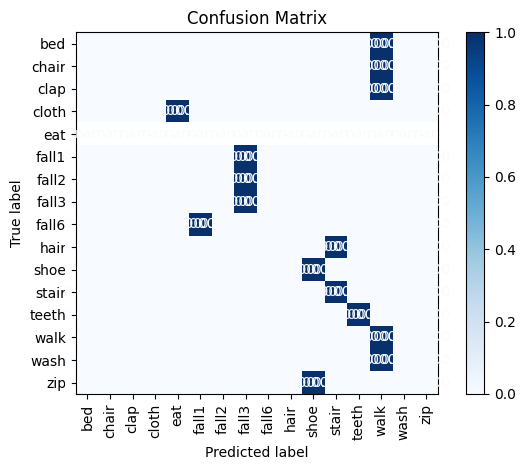 Confusion Matrix
bed
chair
clap
cloth
eat
fall1
fall2
fall3
fall6
hair
shoe
stair
teeth
walk
wash
zip
True label
bed
chair
clap
cloth
eat
fall1
fall2
fall3
fall6
hair
shoe
stair
teeth
walk
wash
zip
Predicted label
1.0
0.8
0.6
0.4
0.2
0.0